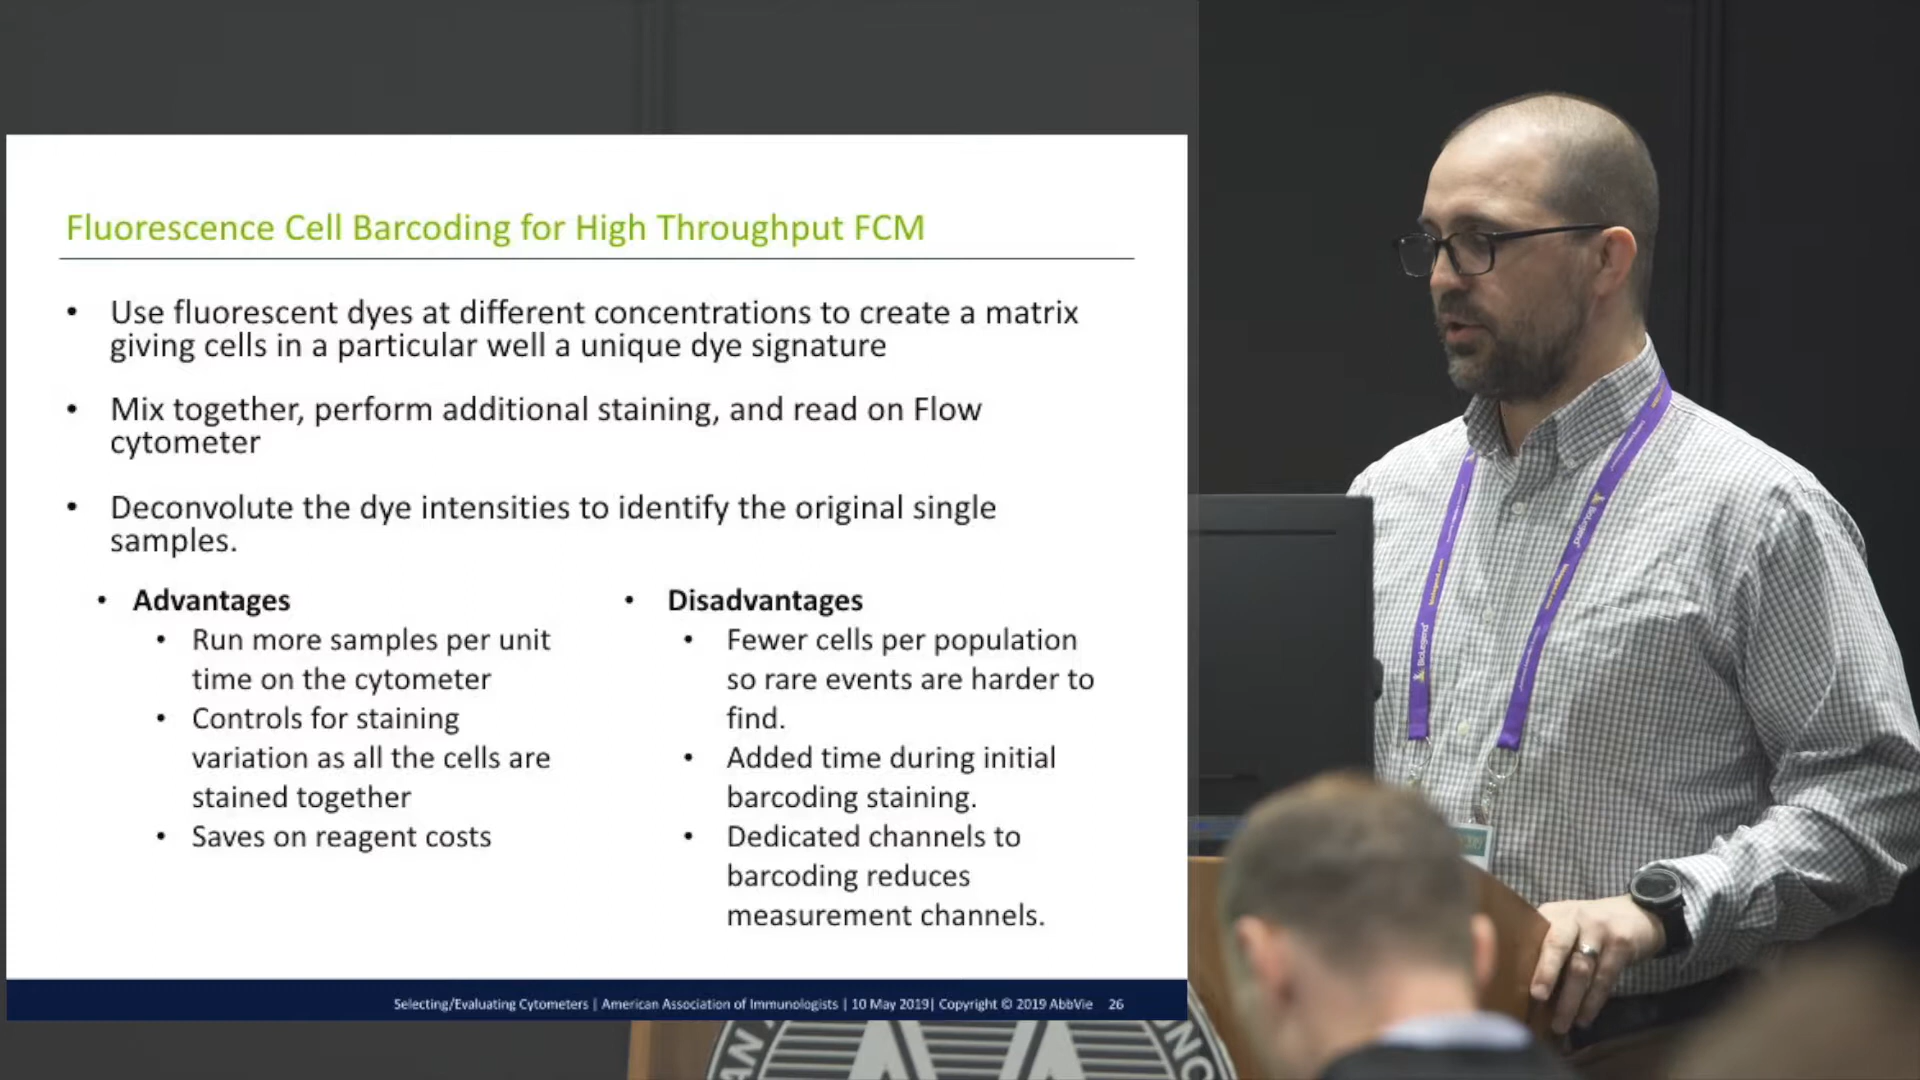 Fluorescence Cell Barcoding for High Throughput FCM
• Use fluorescent dyes at different concentrations to create a matrix
giving cells in a particular well a unique dye signature
• Mix together, perform additional staining, and read on Flow
cytometer
• Deconvolute the dye intensities to identify the original single
samples.
• Advantages
• Run more samples per unit
time on the cytometer
• Controls for staining
variation as all the cells are
stained together
• Saves on reagent costs
• Disadvantages
• Fewer cells per population
so rare events are harder to
find.
• Added time during initial
barcoding staining.
• Dedicated channels to
barcoding reduces
measurement channels.
Selecting/Evaluating Cytometers | American Association of Immunologists | 10 May 2019| Copyright © 2019 AbbVie 26
BioLegend
BioLegend